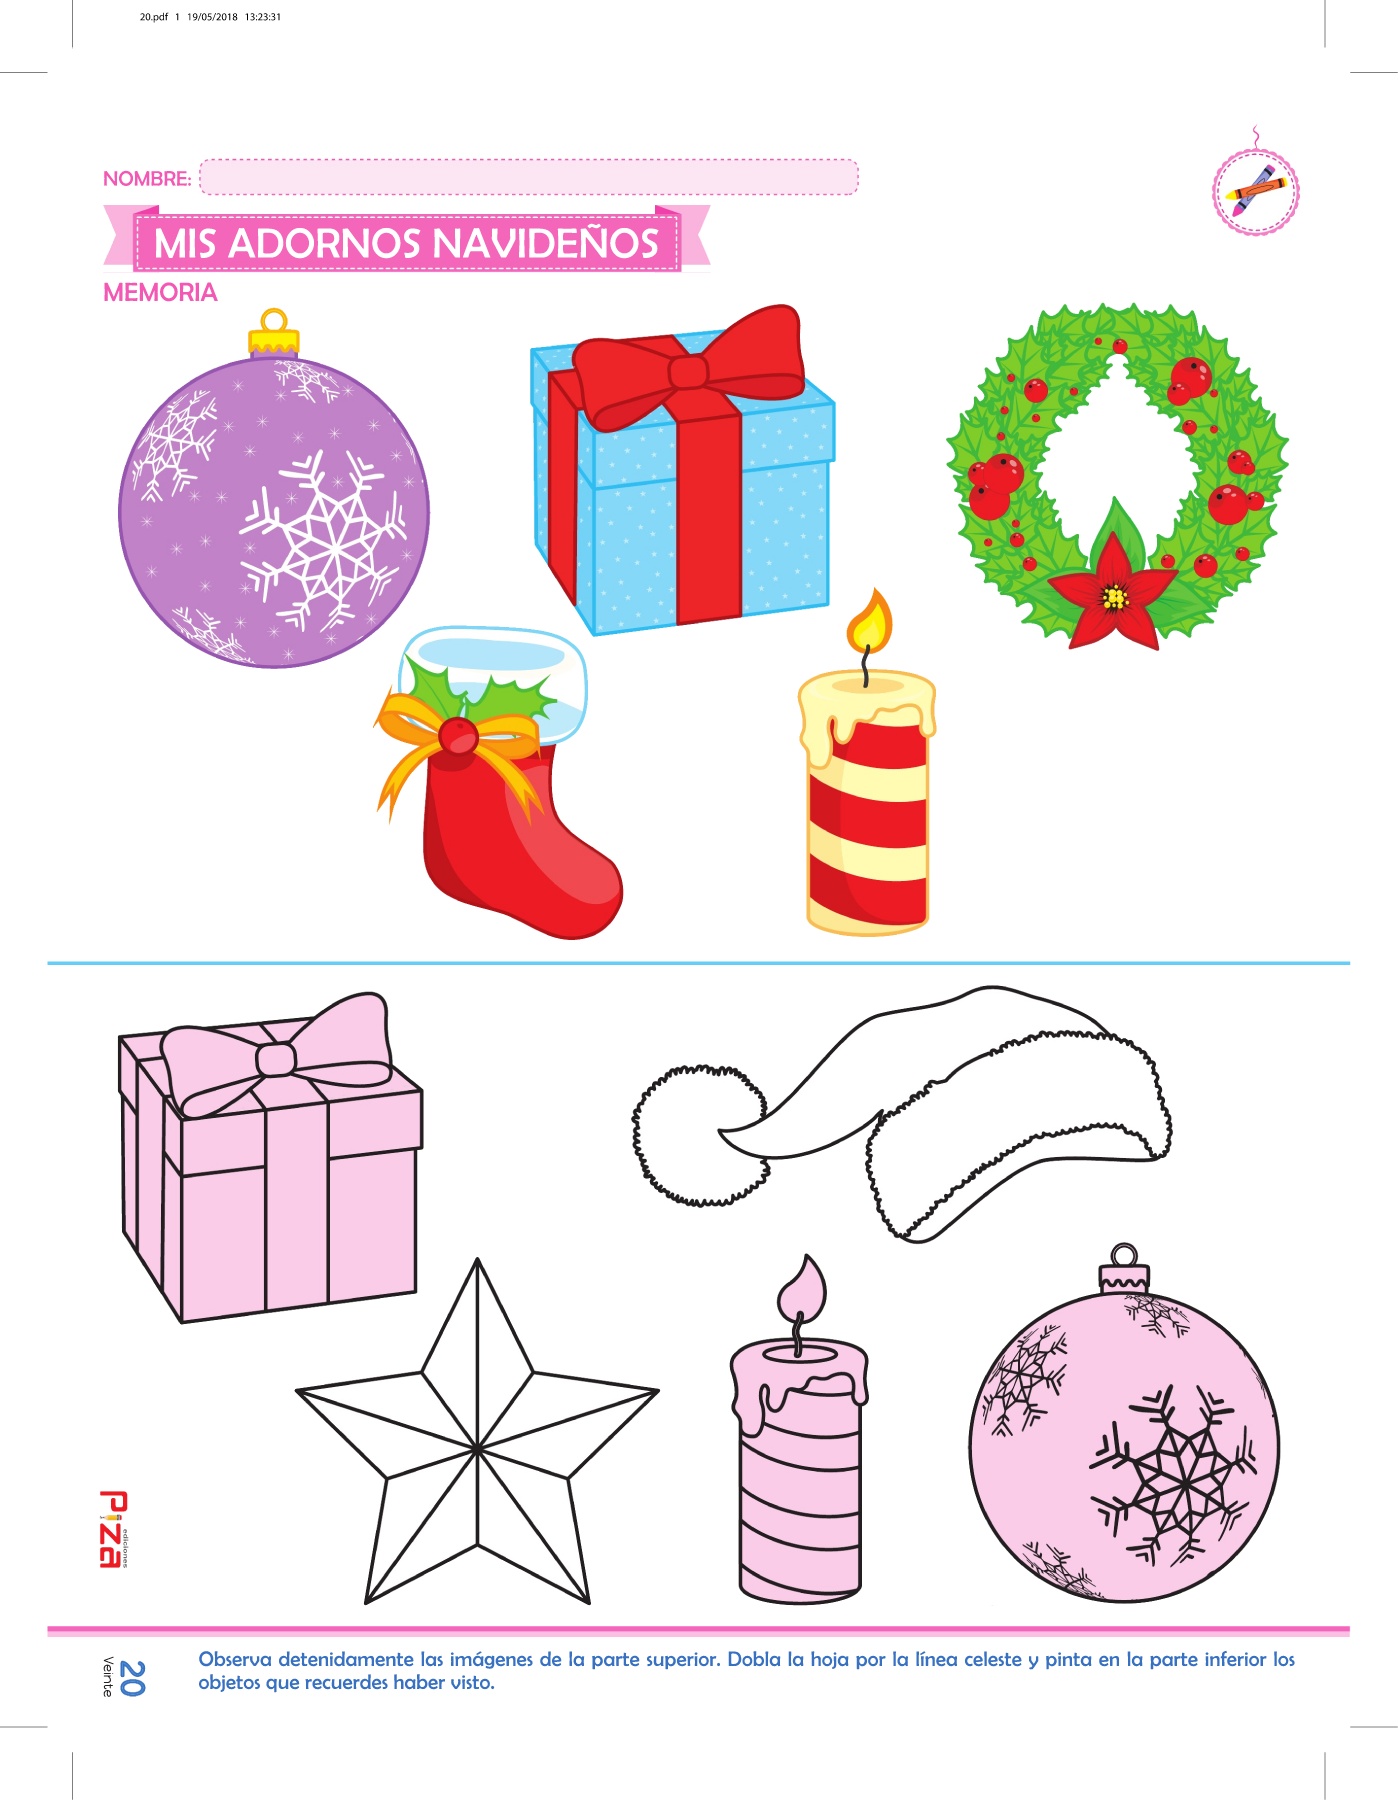 20.pdf 1 19/05/2018 13:23:31
NOMBRE:
MIS ADORNOS NAVIDEÑOS
MEMORIA
Piza
ediciones
20
Veinte
Observa detenidamente las imágenes de la parte superior. Dobla la hoja por la línea celeste y pinta en la parte inferior los
objetos que recuerdes haber visto.